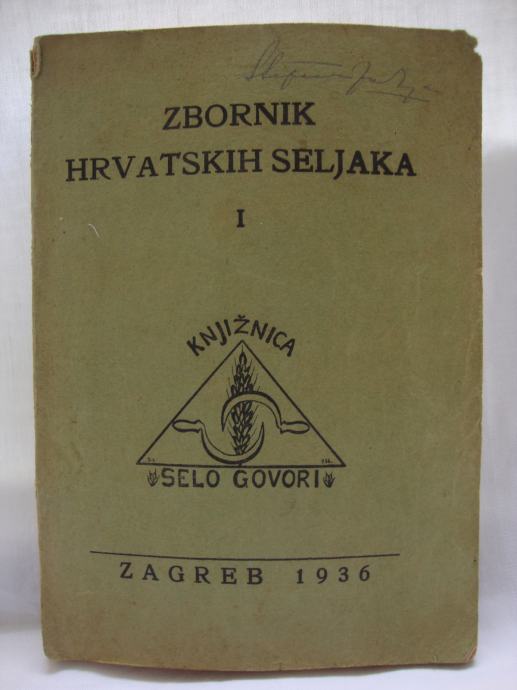 ZBORNIK
HRVATSKIH SELJAKA
I
KNJIŽNICA
SELO GOVORI
ZAGREB 1936